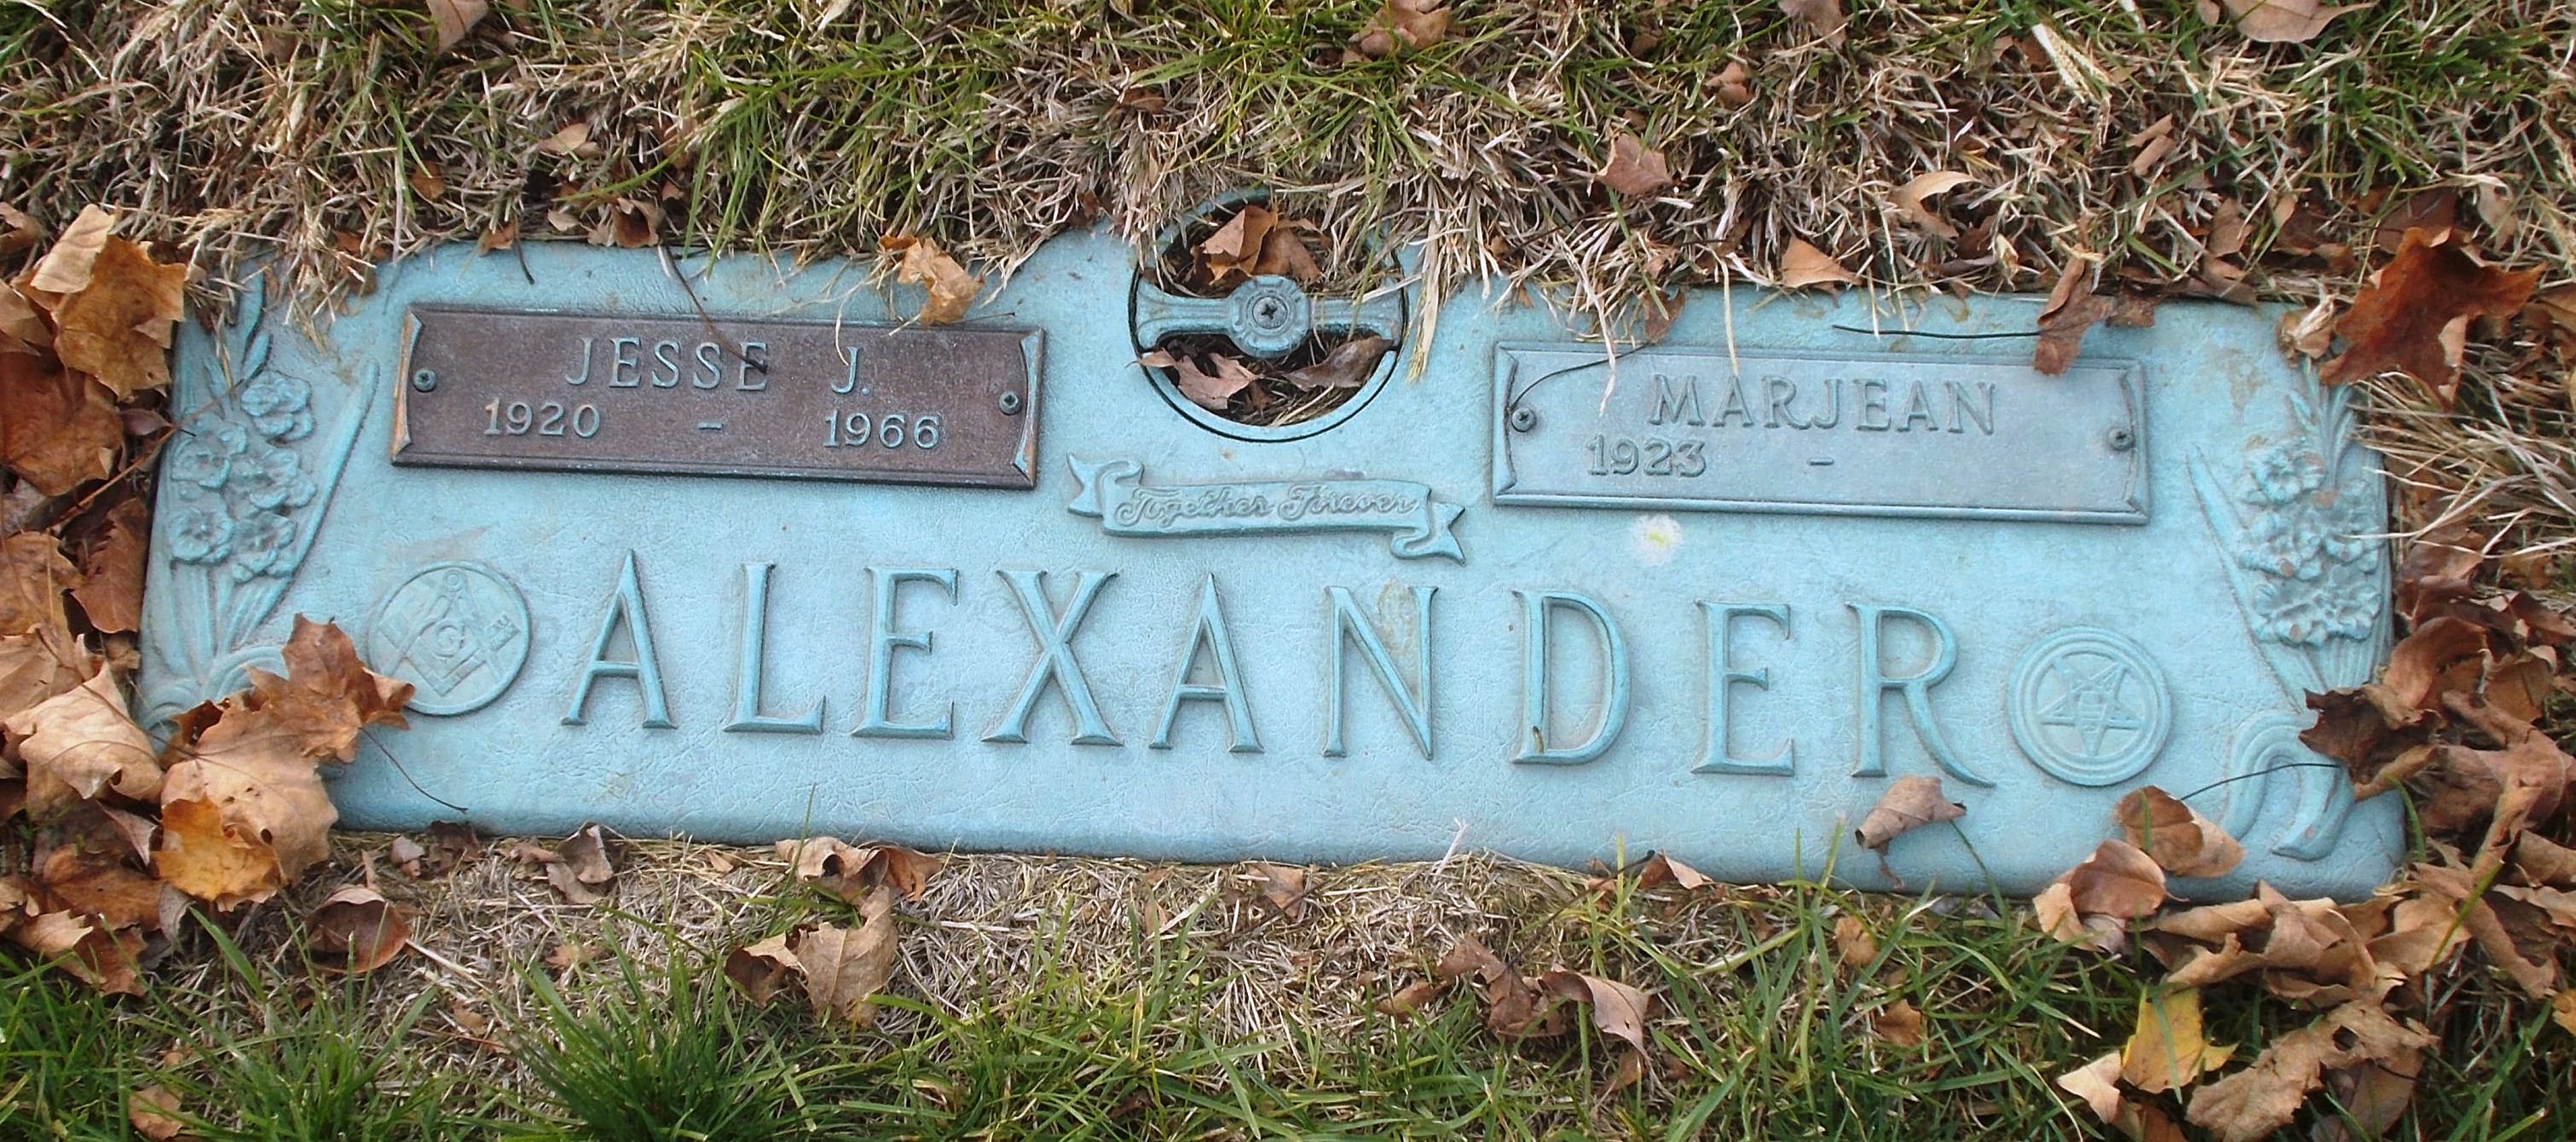 JESSE J.
1920 - 1966
MARJEAN
1923 -
Together Forever
G
ALEXANDER